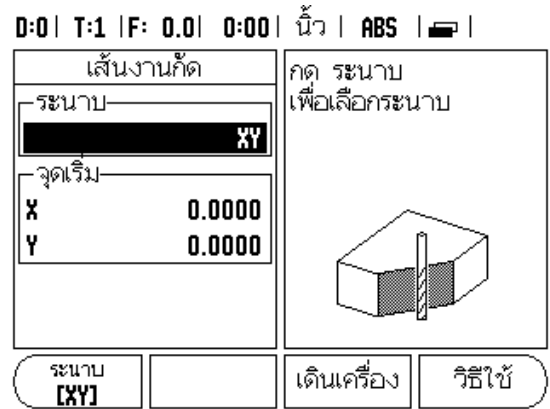 D:0 | T:1 | F: 0.0 | 0:00 | นิ้ว | ABS |
เส้นงานกัด
ระนาบ
XY
จุดเริ่ม
X 0.0000
Y 0.0000
กด ระนาบ
เพื่อเลือกระนาบ
ระนาบ
[XY]
เดินเครื่อง
วิธีใช้